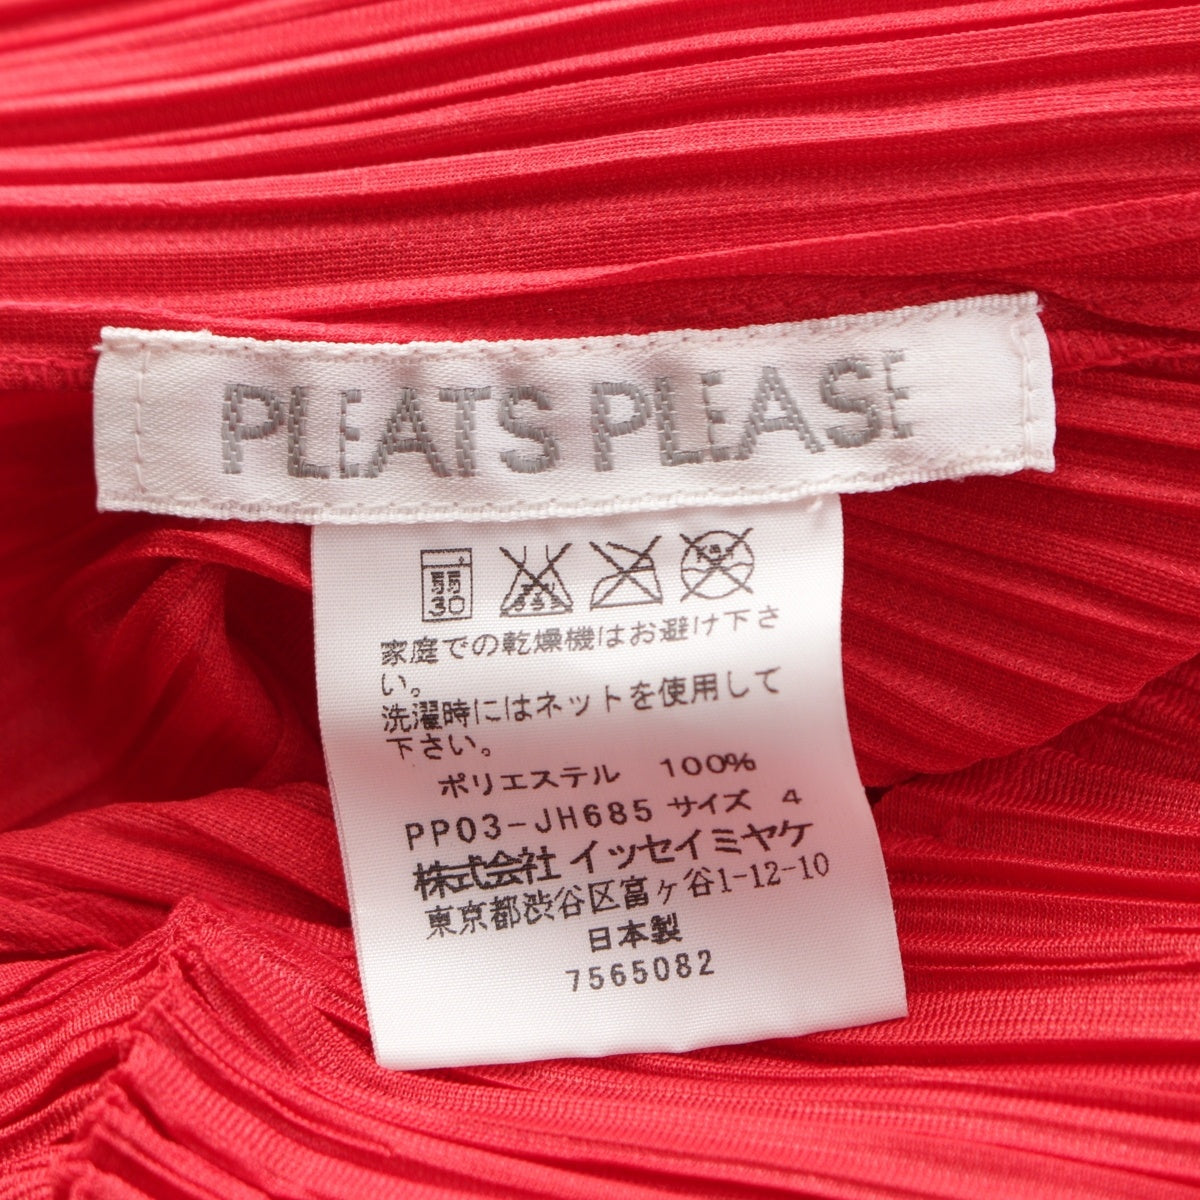 PLEATS PLEASE
30
家庭での乾燥機はお避け下さ
い。
洗濯時にはネットを使用して
下さい。
ポリエステル 100%
PP03-JH685 サイズ 4
株式会社 イッセイミヤケ
東京都渋谷区富ヶ谷1-12-10
日本製
7565082